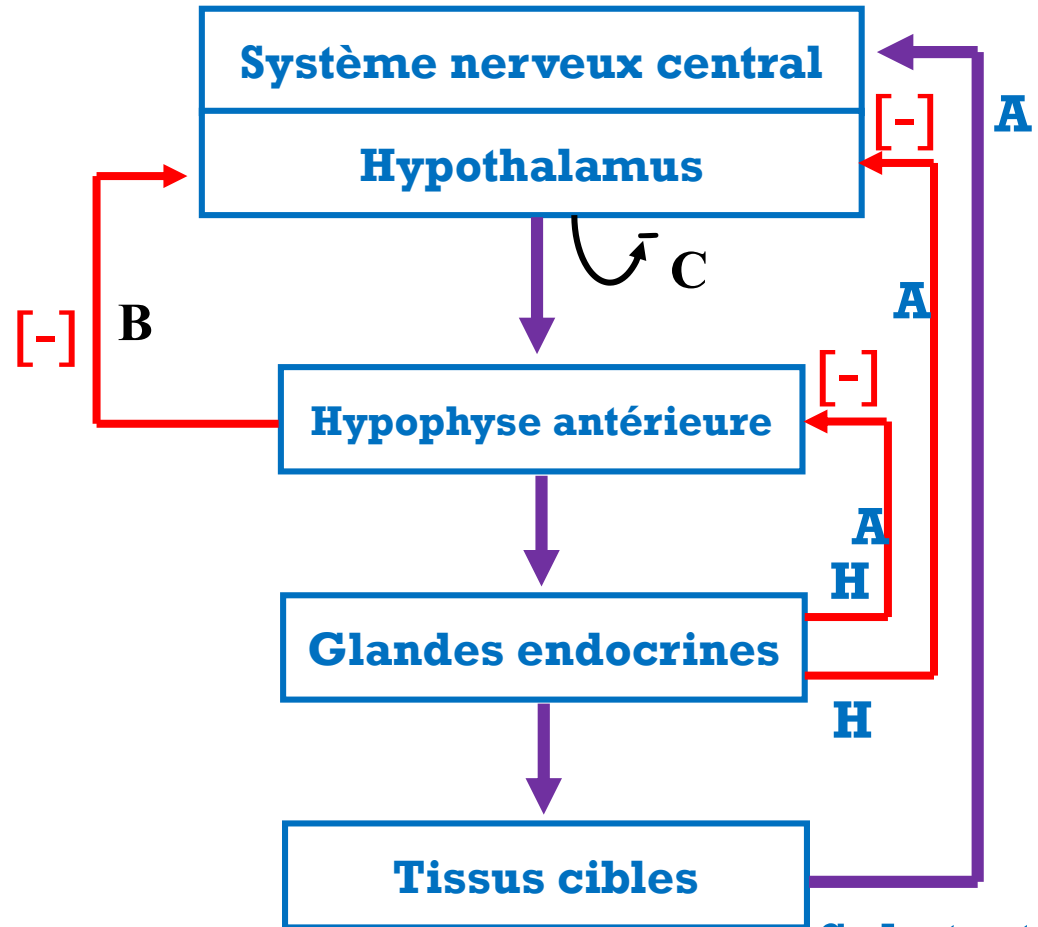 Système nerveux central
[-]
A
Hypothalamus
- C
A
[-]
B
[-]
Hypophyse antérieure
A
H
Glandes endocrines
H
Tissus cibles